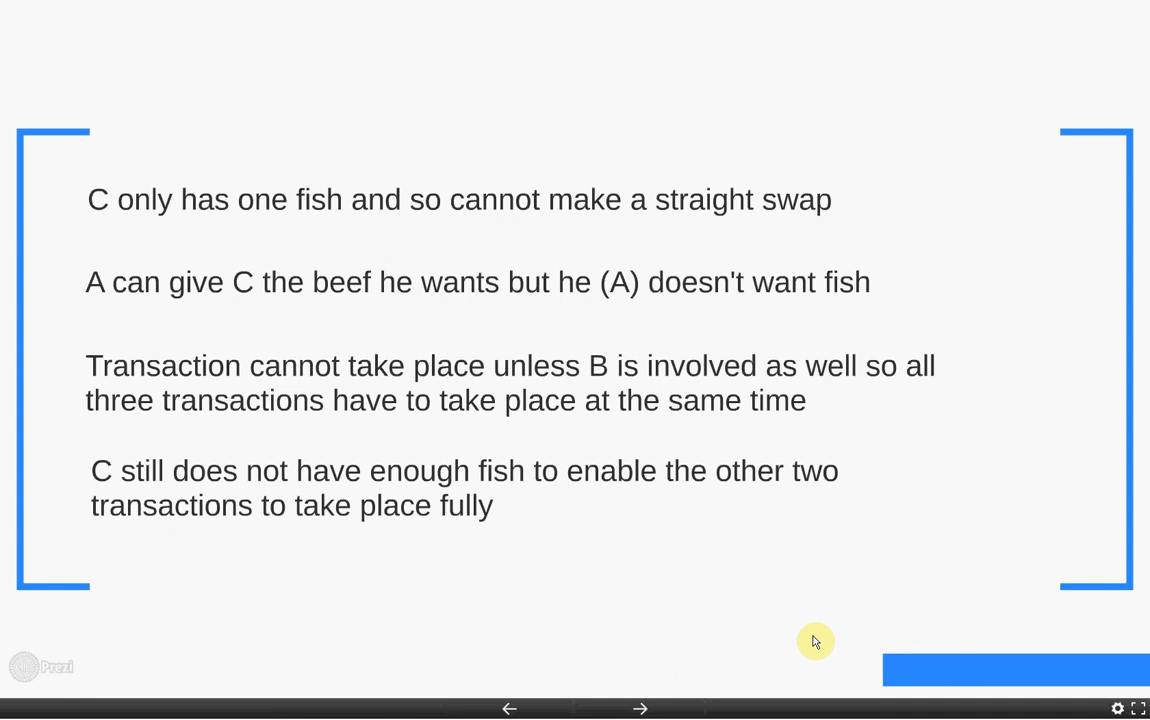 C only has one fish and so cannot make a straight swap
A can give C the beef he wants but he (A) doesn't want fish
Transaction cannot take place unless B is involved as well so all
three transactions have to take place at the same time
C still does not have enough fish to enable the other two
transactions to take place fully
Prezi